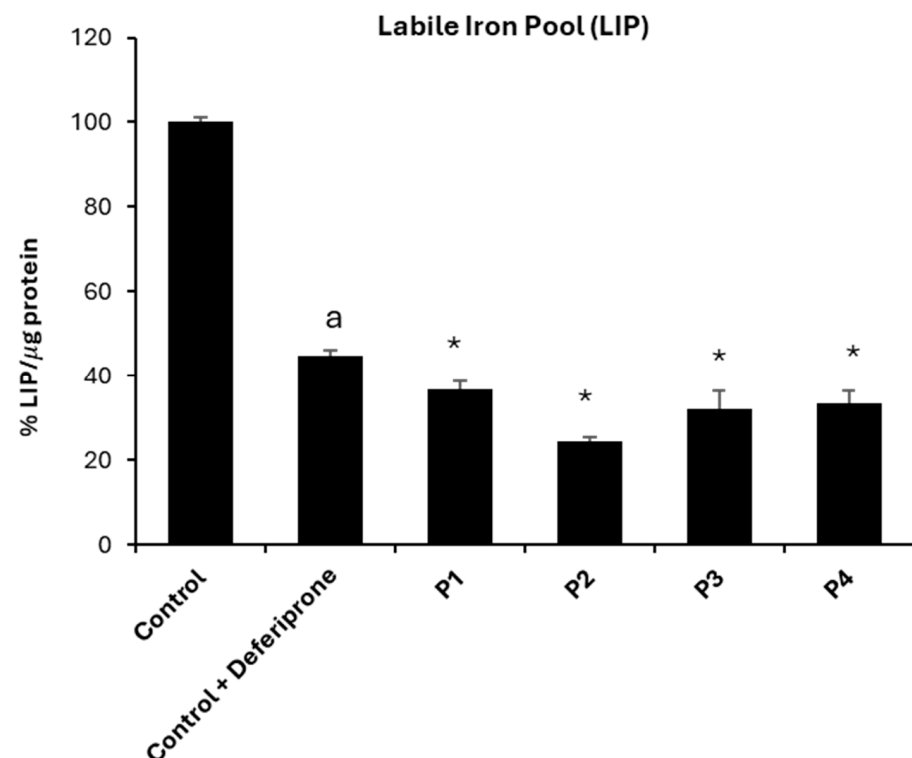 Labile Iron Pool (LIP)
% LIP/μg protein
120
100
80
60
40
20
0
a
*
*
*
*
Control
Control + Deferiprone
P1
P2
P3
P4